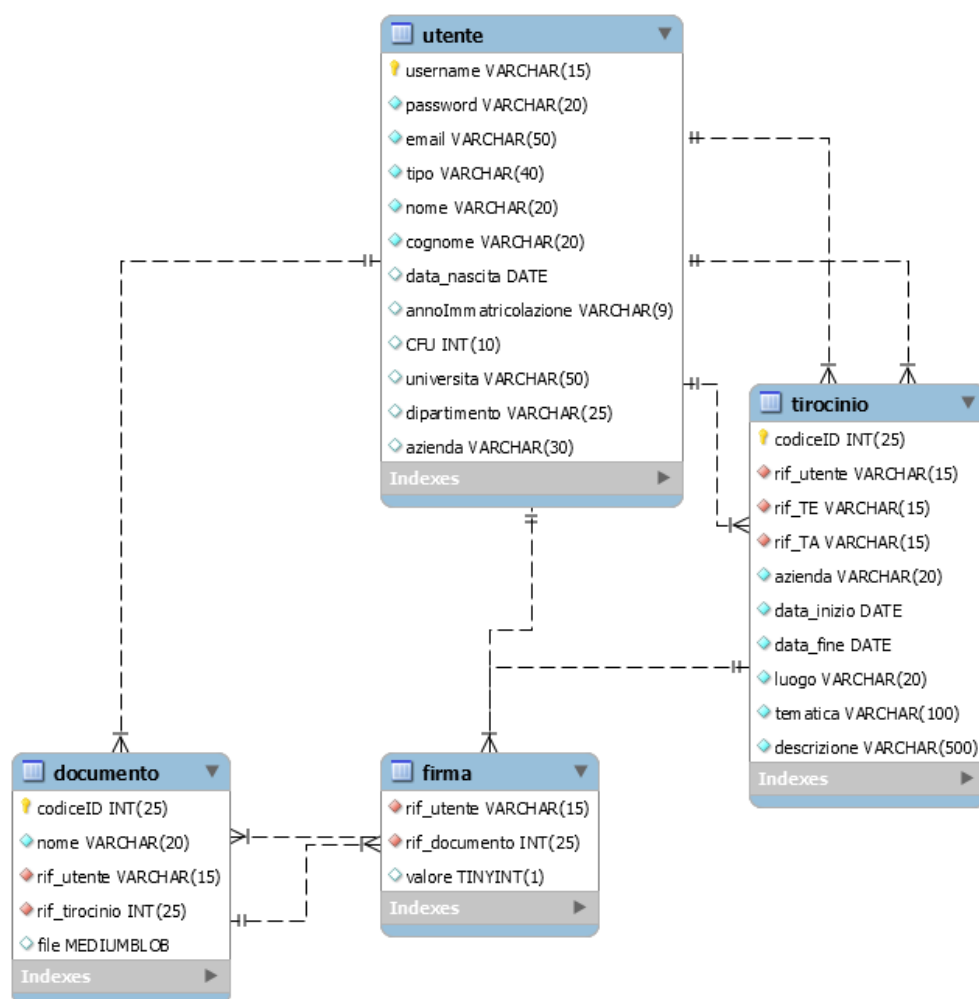 utente
username VARCHAR(15)
password VARCHAR(20)
email VARCHAR(50)
tipo VARCHAR(40)
nome VARCHAR(20)
cognome VARCHAR(20)
data_nascita DATE
annoImmatricolazione VARCHAR(9)
CFU INT(10)
universita VARCHAR(50)
dipartimento VARCHAR(25)
azienda VARCHAR(30)
Indexes
tirocinio
codiceID INT(25)
rif_utente VARCHAR(15)
rif_TE VARCHAR(15)
rif_TA VARCHAR(15)
azienda VARCHAR(20)
data_inizio DATE
data_fine DATE
luogo VARCHAR(20)
tematica VARCHAR(100)
descrizione VARCHAR(500)
Indexes
documento
codiceID INT(25)
nome VARCHAR(20)
rif_utente VARCHAR(15)
rif_tirocinio INT(25)
file MEDIUMBLOB
Indexes
firma
rif_utente VARCHAR(15)
rif_documento INT(25)
valore TINYINT(1)
Indexes